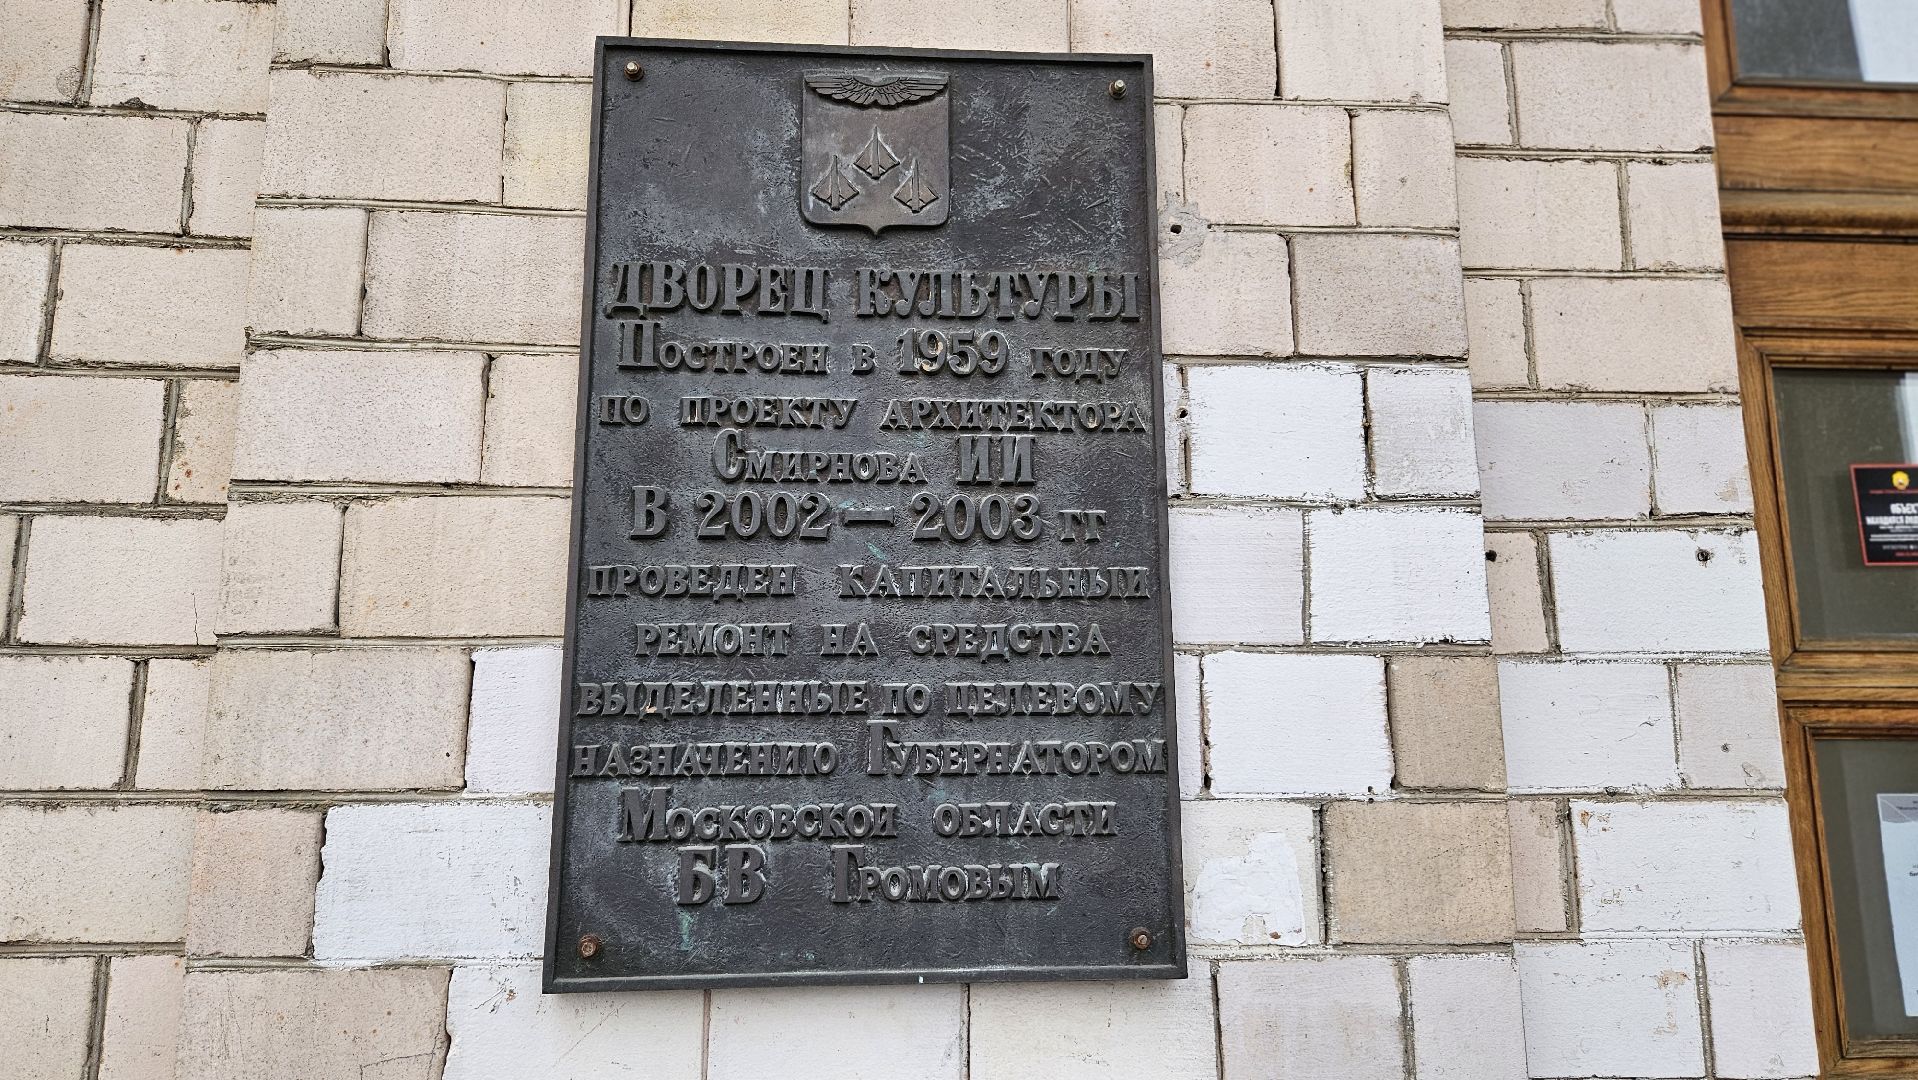 ДВОРЕЦ КУЛЬТУРЫ
ПОСТРОЕН В 1959 ГОДУ
ПО ПРОЕКТУ АРХИТЕКТОРА
СМИРНОВА ИИ
В 2002 — 2003 ГГ
ПРОВЕДЕН КАПИТАЛЬНЫЙ
РЕМОНТ НА СРЕДСТВА
ВЫДЕЛЕННЫЕ ПО ЦЕЛЕВОМУ
НАЗНАЧЕНИЮ ГУБЕРНАТОРОМ
МОСКОВСКОЙ ОБЛАСТИ
БВ ГРОМОВЫМ